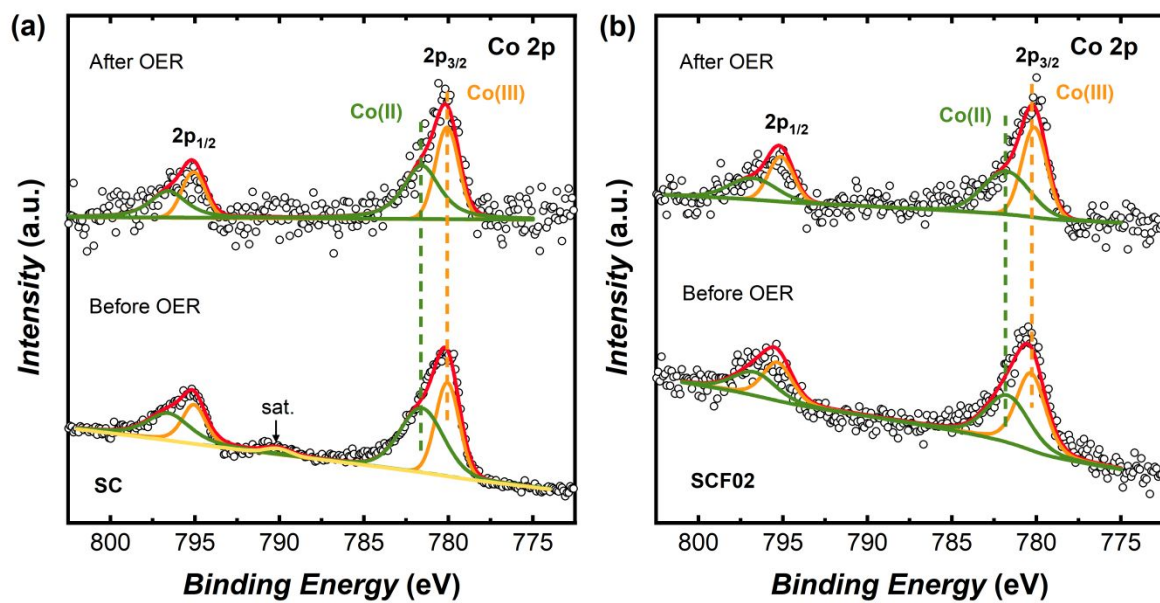 (a)
Co 2p
After OER
2p3/2
Co(III)
Co(II)
2p1/2
Before OER
sat.
SC
Intensity (a.u.)
800 795 790 785 780 775
Binding Energy (eV)
(b)
Co 2p
After OER
2p3/2
Co(III)
Co(II)
2p1/2
Before OER
SCF02
Intensity (a.u.)
800 795 790 785 780 775
Binding Energy (eV)